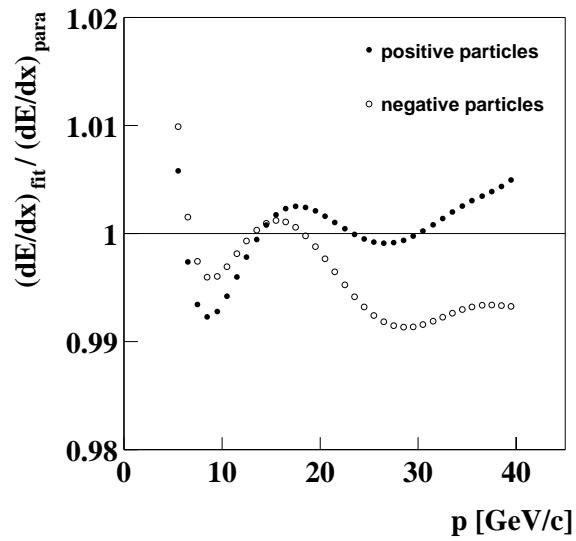 1.02
1.01
1
0.99
0.98
(dE/dx)fit / (dE/dx)para
positive particles
negative particles
0 10 20 30 40
p [GeV/c]